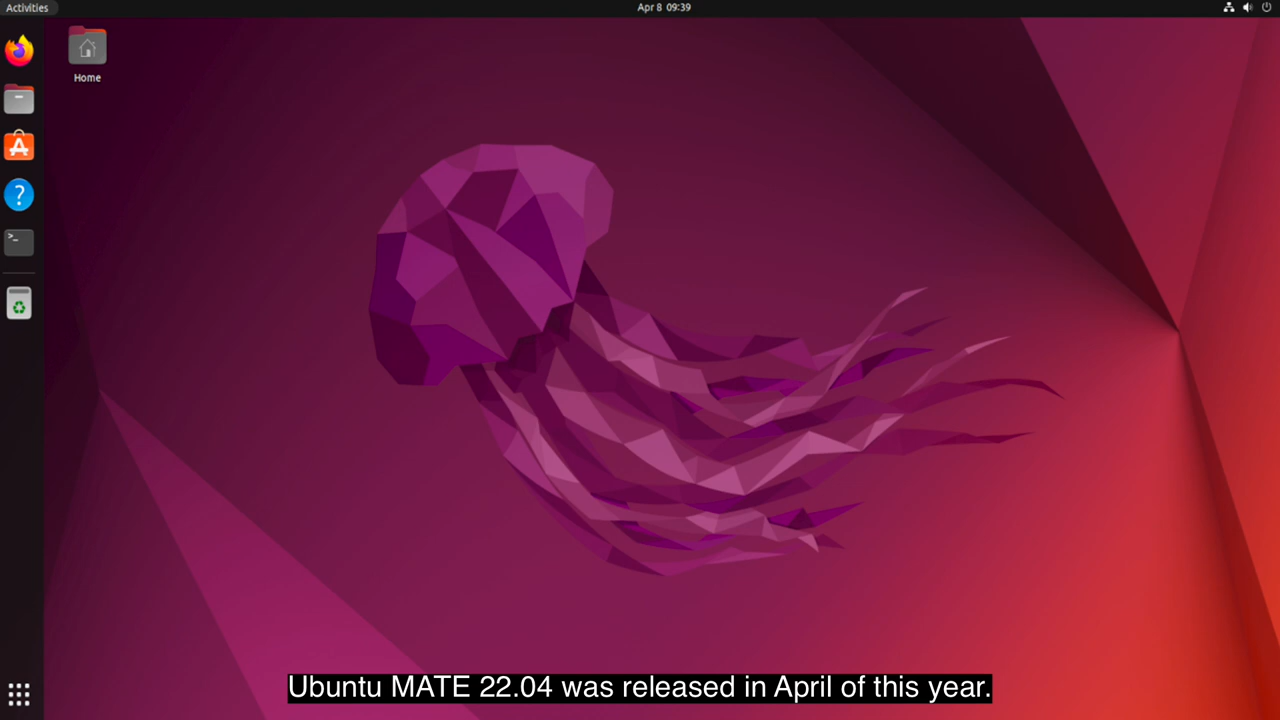 Activities
Apr 8 09:39
Home
Ubuntu MATE 22.04 was released in April of this year.